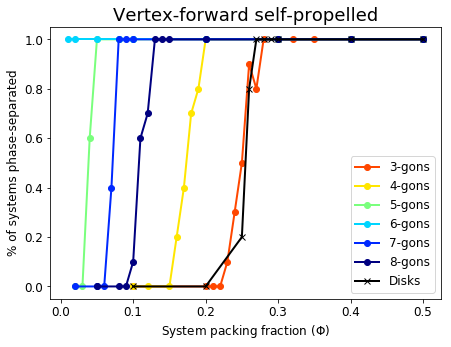 Vertex-forward self-propelled
% of systems phase-separated
1.0
0.8
0.6
0.4
0.2
0.0
3-gons
4-gons
5-gons
6-gons
7-gons
8-gons
Disks
0.0 0.1 0.2 0.3 0.4 0.5
System packing fraction (Φ)